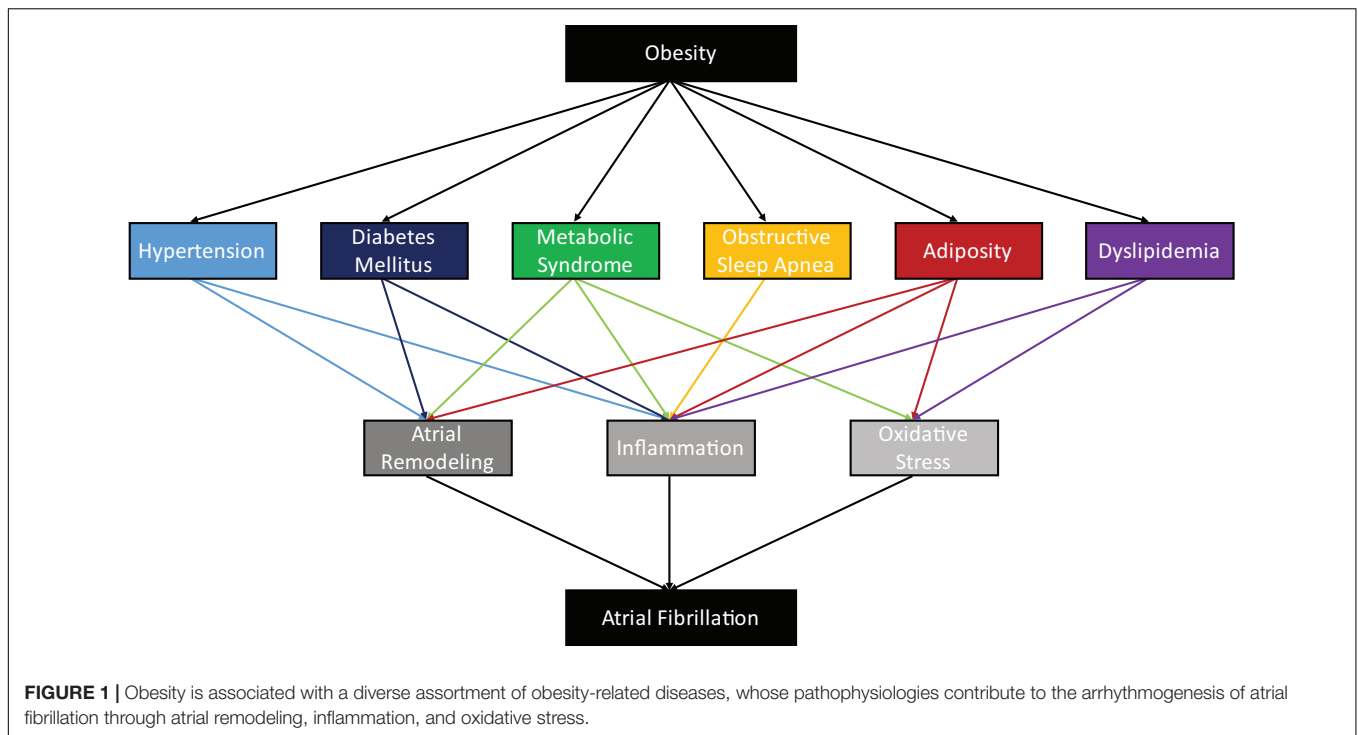 Obesity
Hypertension
Diabetes
Mellitus
Metabolic
Syndrome
Obstructive
Sleep Apnea
Adiposity
Dyslipidemia
Atrial
Remodeling
Inflammation
Oxidative
Stress
Atrial Fibrillation
FIGURE 1 | Obesity is associated with a diverse assortment of obesity-related diseases, whose pathophysiologies contribute to the arrhythmogenesis of atrial
fibrillation through atrial remodeling, inflammation, and oxidative stress.